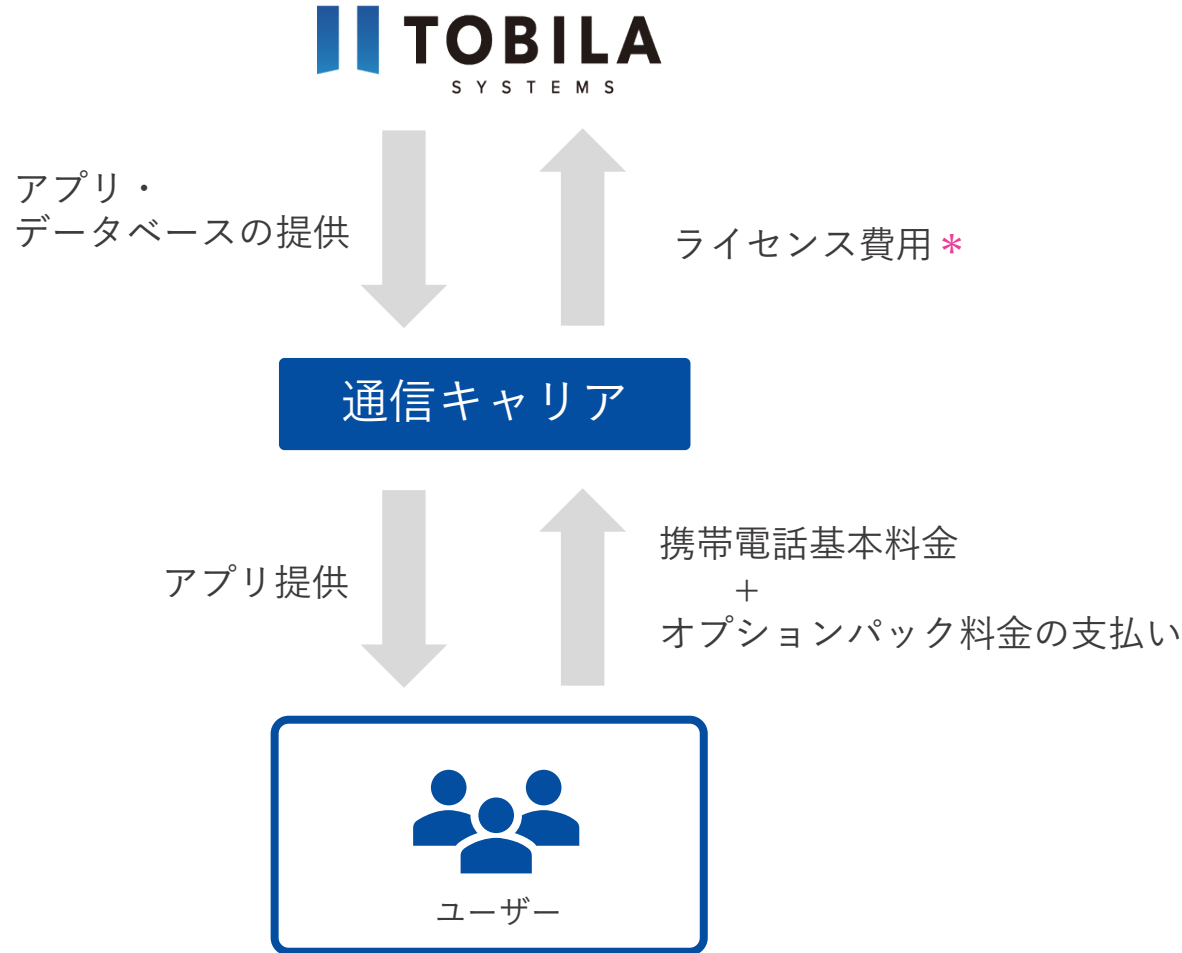 TOBILA
SYSTEMS
アプリ・
データベースの提供
ライセンス費用*
通信キャリア
アプリ提供
携帯電話基本料金
+
オプションパック料金の支払い
ユーザー